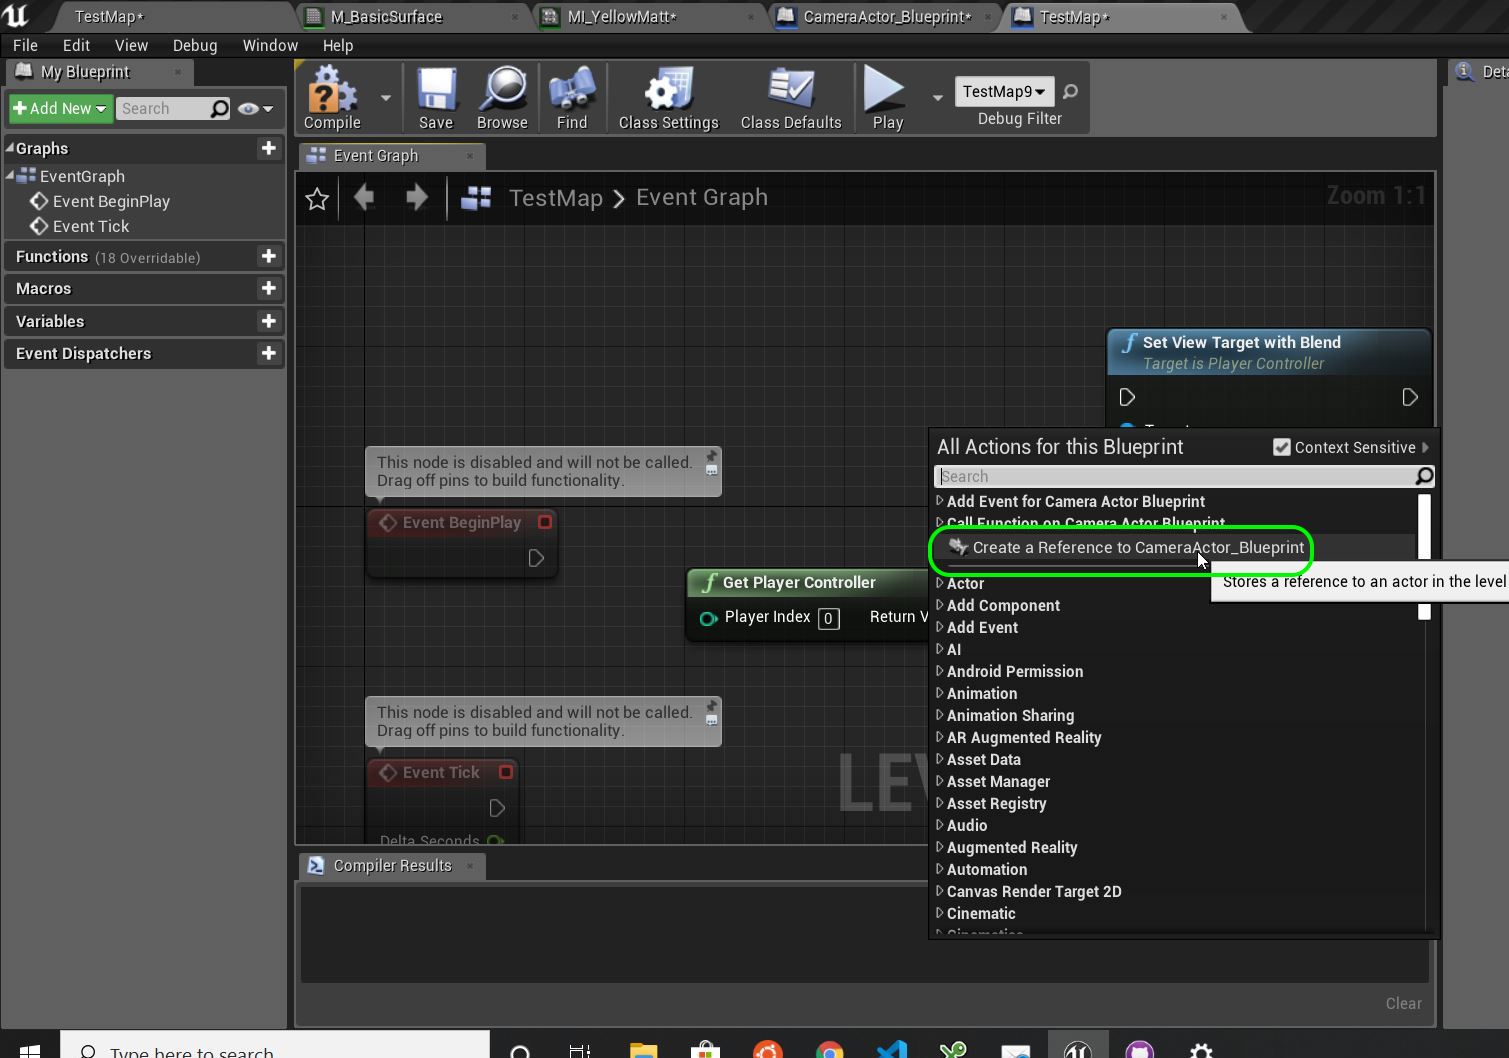 TestMap*
M_BasicSurface
MI_YellowMatt*
CameraActor_Blueprint*
TestMap*
File Edit View Debug Window Help
My Blueprint
Add New
Search
Graphs
EventGraph
Event BeginPlay
Event Tick
Functions (18 Overridable)
Macros
Variables
Event Dispatchers
Compile
Save
Browse
Find
Class Settings
Class Defaults
Play
TestMap9
Debug Filter
Event Graph
TestMap > Event Graph
Zoom 1:1
Set View Target with Blend
Target is Player Controller
This node is disabled and will not be called.
Drag off pins to build functionality.
Event BeginPlay
Get Player Controller
Player Index 0 Return V
This node is disabled and will not be called.
Drag off pins to build functionality.
Event Tick
Delta Seconds
All Actions for this Blueprint
Context Sensitive
Search
Add Event for Camera Actor Blueprint
Call Function on Camera Actor Blueprint
Create a Reference to CameraActor_Blueprint
Stores a reference to an actor in the level
Actor
Add Component
Add Event
AI
Android Permission
Animation
Animation Sharing
AR Augmented Reality
Asset Data
Asset Manager
Asset Registry
Audio
Augmented Reality
Automation
Canvas Render Target 2D
Cinematic
LEV
Compiler Results
Clear
Deta
Type here to search